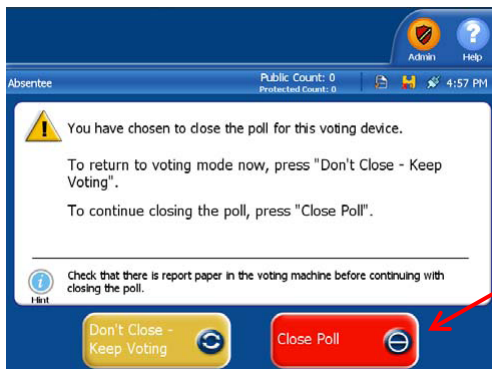 Admin Help
Absentee Public Count: 0 4:57 PM
Protected Count: 0
You have chosen to close the poll for this voting device.
To return to voting mode now, press "Don't Close - Keep
Voting".
To continue closing the poll, press "Close Poll".
Check that there is report paper in the voting machine before continuing with
closing the poll.
Hint
Don't Close -
Keep Voting
Close Poll